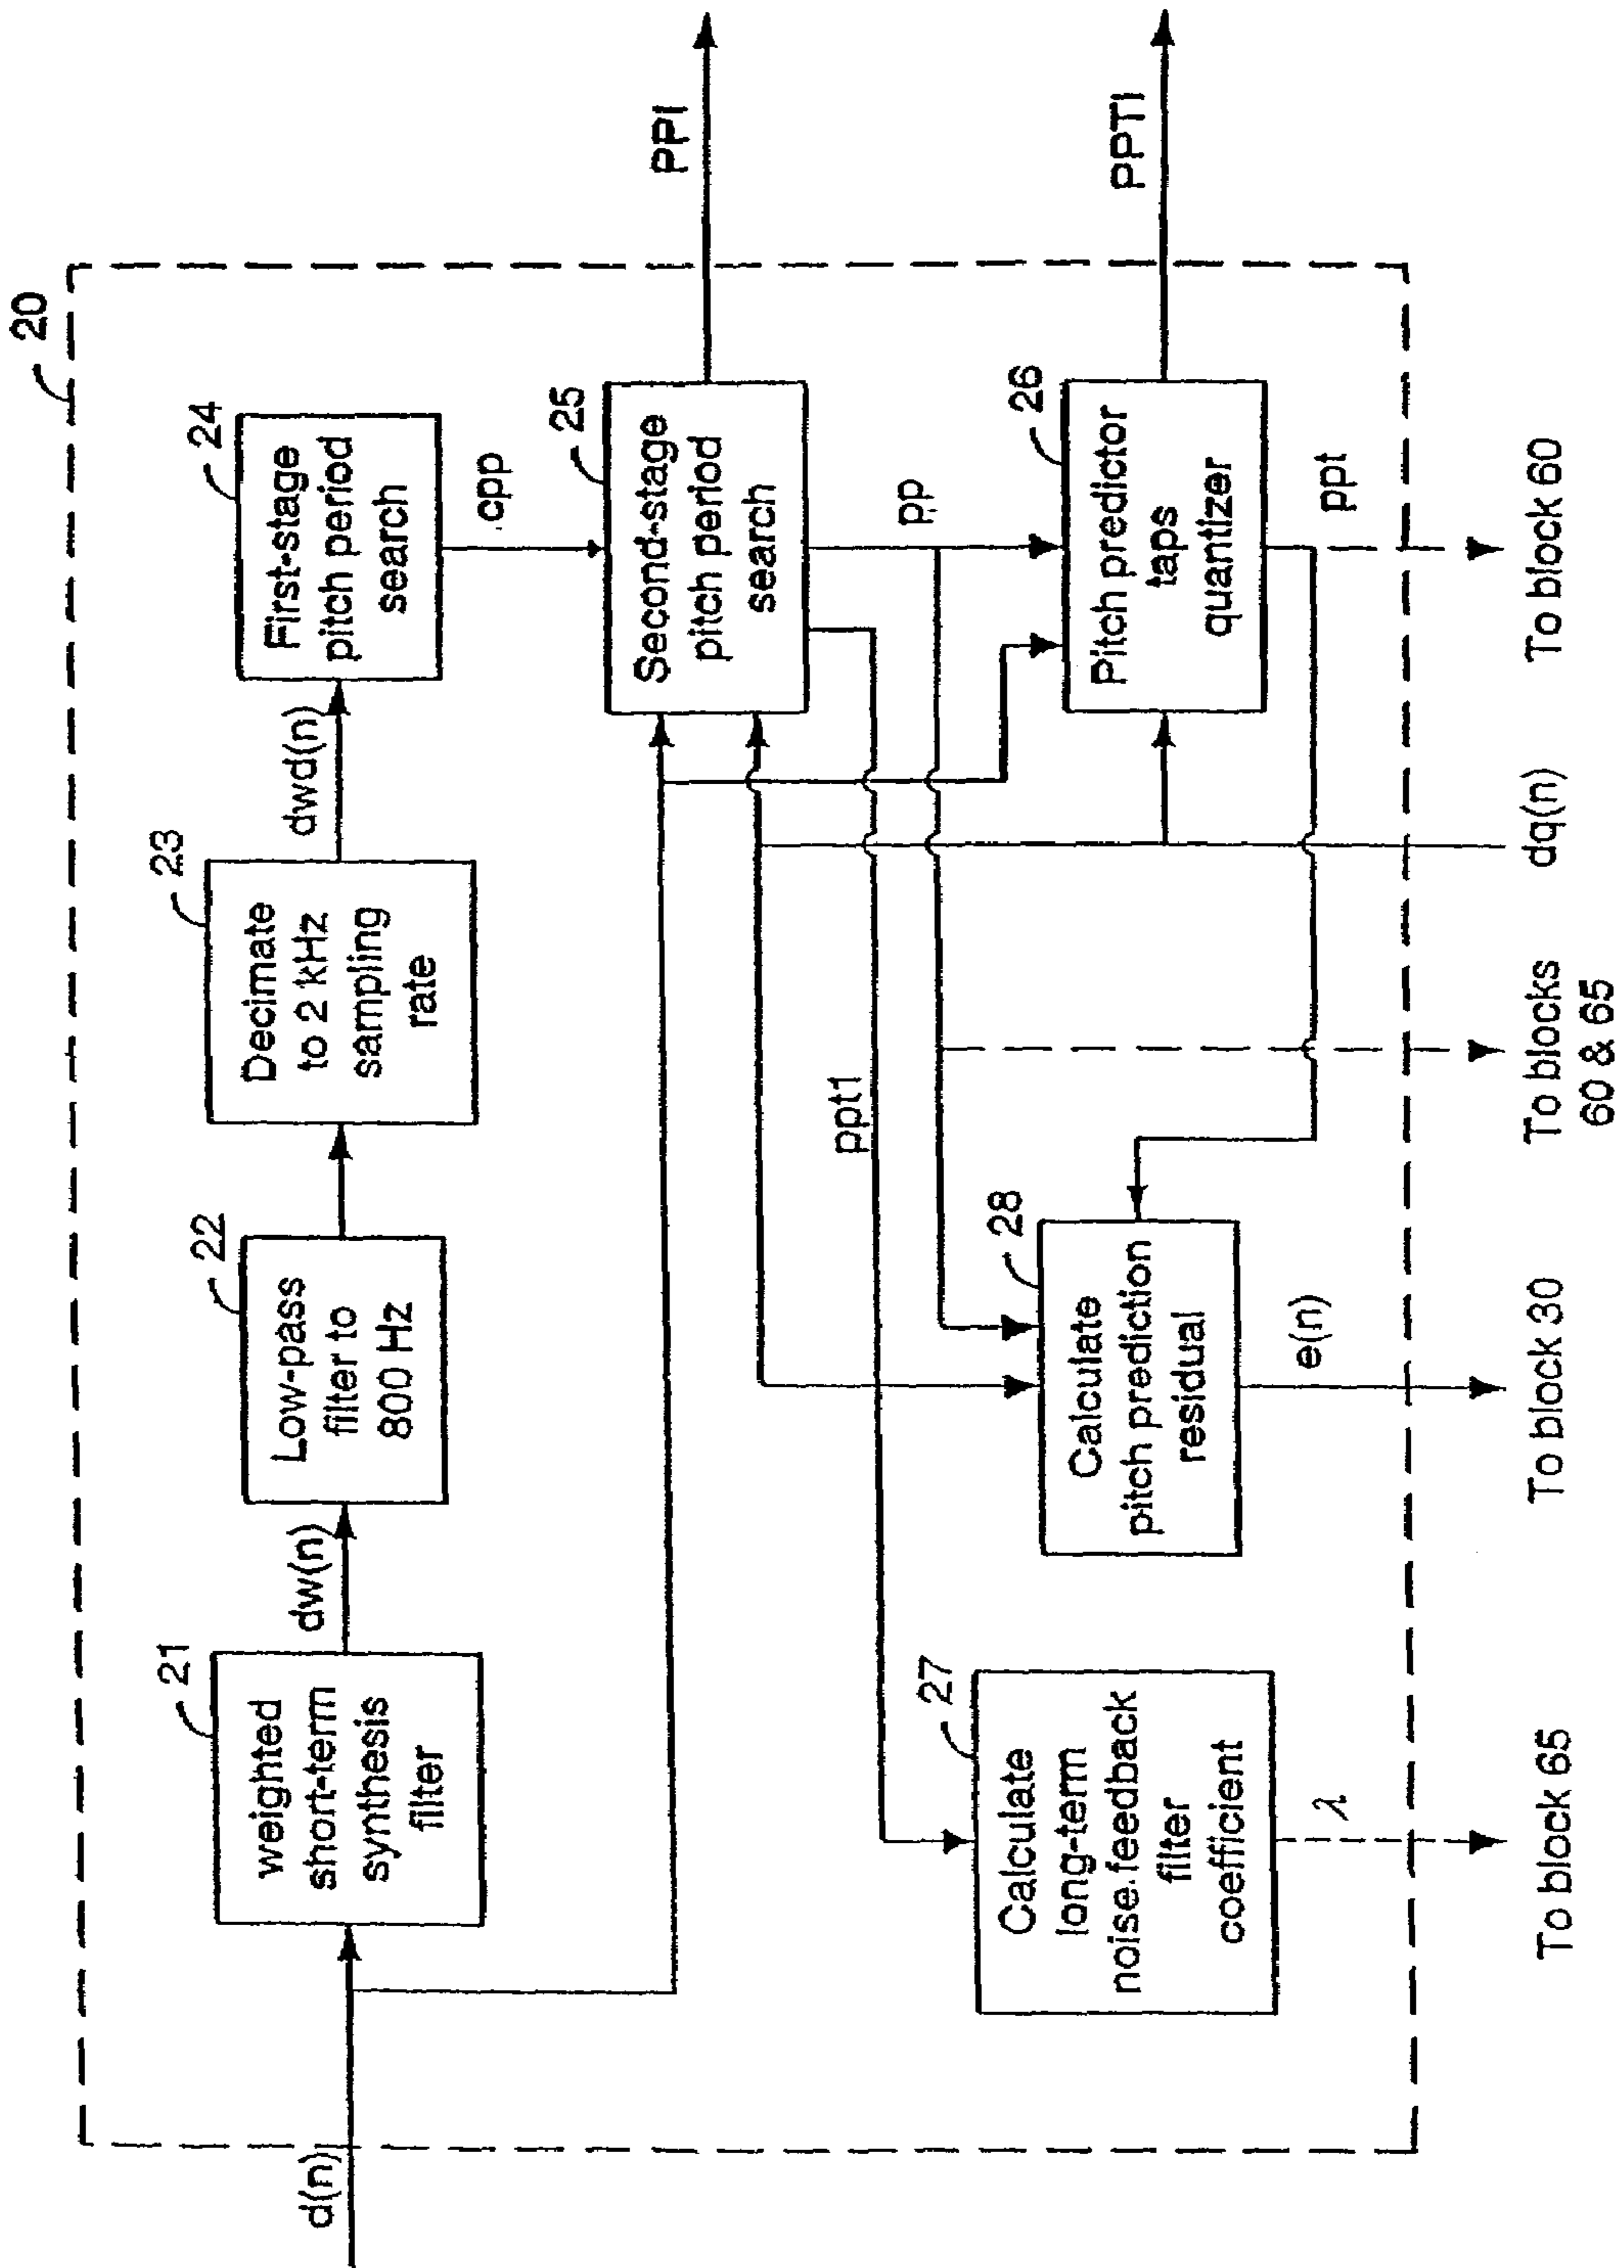 20
d(n)
21
weighted
short-term
synthesis
filter
dw(n)
22
Low-pass
filter to
800 Hz
23
Decimate
to 2 kHz
sampling
rate
dwd(n)
24
First-stage
pitch period
search
cpp
25
Second-stage
pitch period
search
PPI
ppt1
pp
27
Calculate
long-term
noise feedback
filter
coefficient
λ
28
Calculate
pitch prediction
residual
e(n)
26
Pitch predictor
taps
quantizer
PPTI
ppt
To block 65
To block 30
To blocks
60 & 65
dq(n)
To block 60